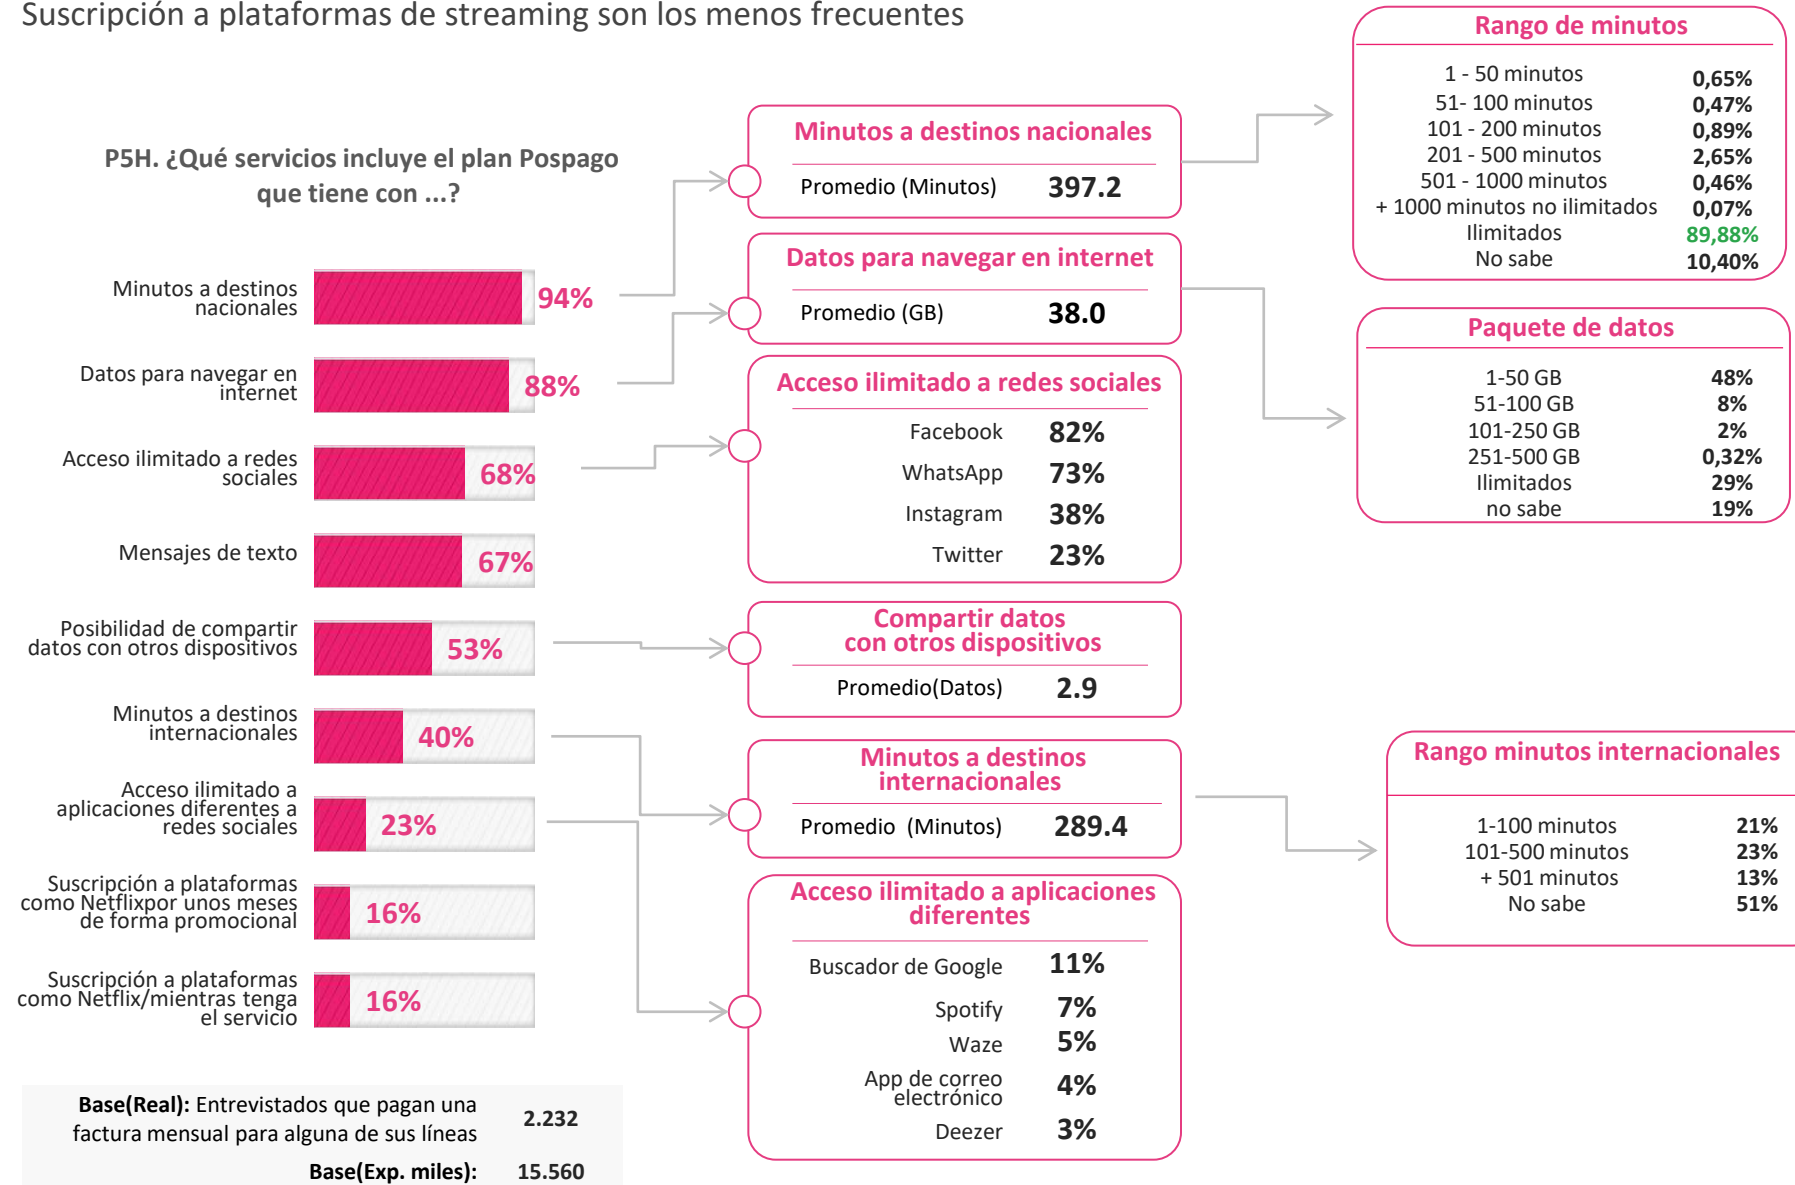 Suscripción a plataformas de streaming son los menos frecuentes
P5H. ¿Qué servicios incluye el plan Pospago
que tiene con ...?
Minutos a destinos
nacionales
94%
Datos para navegar en
internet
88%
Acceso ilimitado a redes
sociales
68%
Mensajes de texto
67%
Posibilidad de compartir
datos con otros dispositivos
53%
Minutos a destinos
internacionales
40%
Acceso ilimitado a
aplicaciones diferentes a
redes sociales
23%
Suscripción a plataformas
como Netflixpor unos meses
de forma promocional
16%
Suscripción a plataformas
como Netflix/mientras tenga
el servicio
16%
Base(Real): Entrevistados que pagan una
factura mensual para alguna de sus líneas
2.232
Base(Exp. miles): 15.560
Minutos a destinos nacionales
Promedio (Minutos) 397.2
Datos para navegar en internet
Promedio (GB) 38.0
Acceso ilimitado a redes sociales
Facebook 82%
WhatsApp 73%
Instagram 38%
Twitter 23%
Compartir datos
con otros dispositivos
Promedio(Datos) 2.9
Minutos a destinos
internacionales
Promedio (Minutos) 289.4
Acceso ilimitado a aplicaciones
diferentes
Buscador de Google 11%
Spotify 7%
Waze 5%
App de correo
electrónico
4%
Deezer 3%
Rango de minutos
1 - 50 minutos 0,65%
51- 100 minutos 0,47%
101 - 200 minutos 0,89%
201 - 500 minutos 2,65%
501 - 1000 minutos 0,46%
+ 1000 minutos no ilimitados 0,07%
Ilimitados 89,88%
No sabe 10,40%
Paquete de datos
1-50 GB 48%
51-100 GB 8%
101-250 GB 2%
251-500 GB 0,32%
Ilimitados 29%
no sabe 19%
Rango minutos internacionales
1-100 minutos 21%
101-500 minutos 23%
+ 501 minutos 13%
No sabe 51%